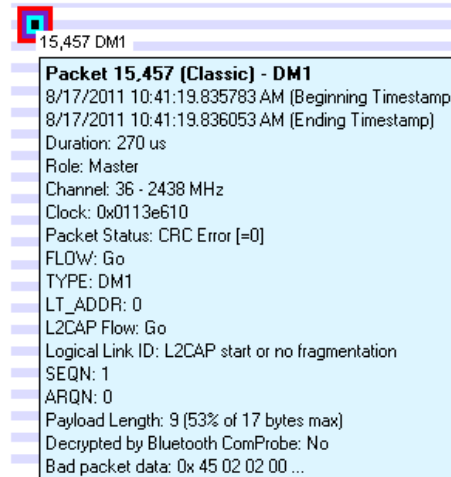 15,457 DM1
Packet 15,457 (Classic) - DM1
8/17/2011 10:41:19.835783 AM (Beginning Timestamp
8/17/2011 10:41:19.836053 AM (Ending Timestamp)
Duration: 270 us
Role: Master
Channel: 36 - 2438 MHz
Clock: 0x0113e610
Packet Status: CRC Error [=0]
FLOW: Go
TYPE: DM1
LT_ADDR: 0
L2CAP Flow: Go
Logical Link ID: L2CAP start or no fragmentation
SEQN: 1
ARQN: 0
Payload Length: 9 (53% of 17 bytes max)
Decrypted by Bluetooth ComProbe: No
Bad packet data: 0x 45 02 02 00 ...